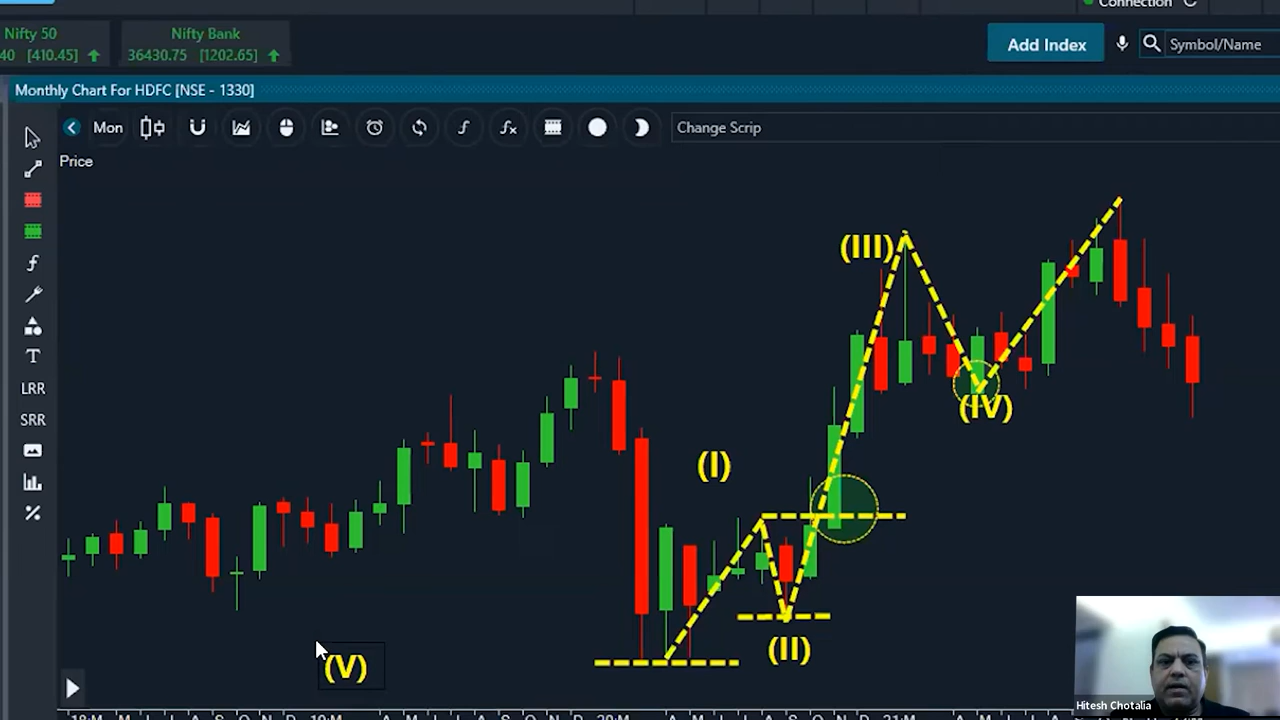 Connection
Nifty 50
Nifty Bank
40 [410.45]
36430.75 [1202.65]
Add Index
Symbol/Name
Monthly Chart For HDFC [NSE - 1330]
Mon
Change Scrip
Price
T
LRR
SRR
(I)
(II)
(III)
(IV)
(V)
Hitesh Chotalia